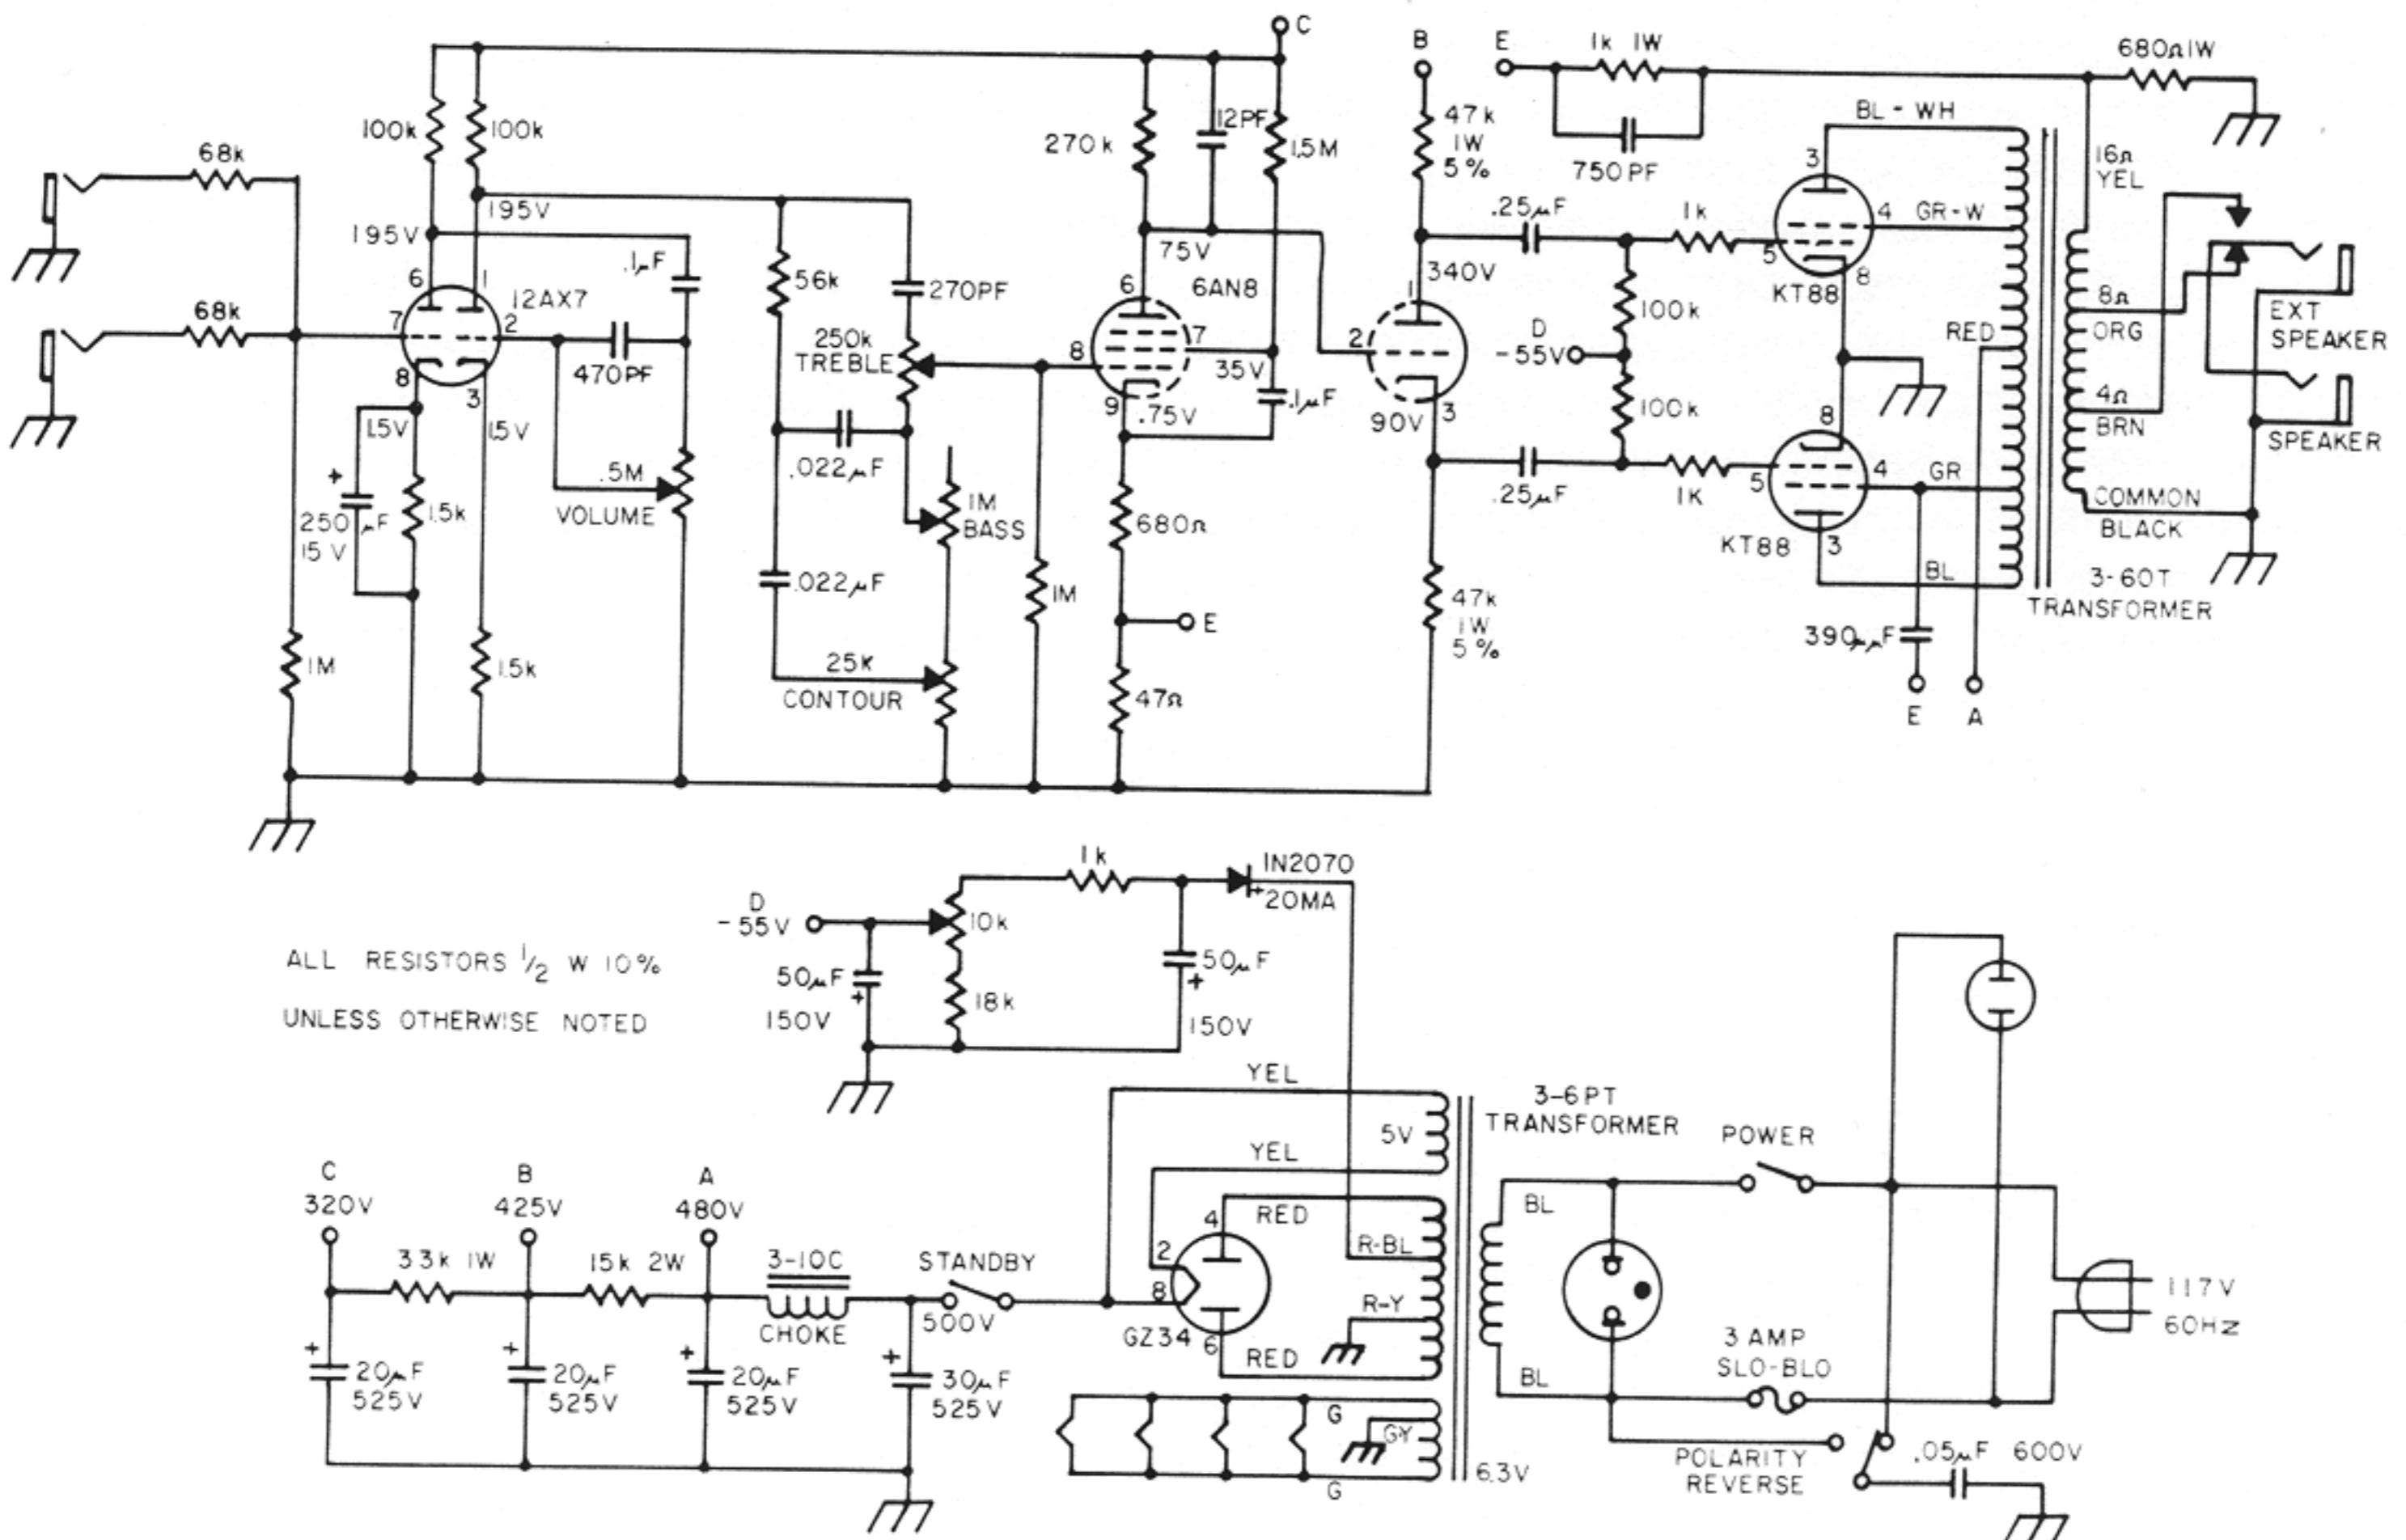 C
B
E
1k 1W
680Ω1W
BL - WH
100k
100k
68k
12PF
270k
1.5M
47k
1W
5%
750PF
3
16Ω
YEL
195V
195V
.1µF
56k
270PF
75V
.25µF
1k
4
GR-W
5
8
KT88
340V
6
1
12AX7
68k
7
2
470PF
250k
TREBLE
6
6AN8
8
7
35V
9
.75V
.1µF
1
2
90V
3
D
-55V
100k
100k
RED
8Ω
ORG
EXT
SPEAKER
8
3
1.5V
1.5V
+
250 µF
15V
1.5k
.5M
VOLUME
.022µF
1M
BASS
680Ω
.25µF
1K
5
8
4
GR
KT88
3
BL
4Ω
BRN
SPEAKER
COMMON
BLACK
3-60T
TRANSFORMER
1M
1.5k
.022µF
25K
CONTOUR
1M
E
47Ω
47k
1W
5%
390µµF
E
A
1k
1N2070
+
20MA
D
-55V
10k
50µF
+
150V
18k
50µF
+
150V
ALL RESISTORS 1/2 W 10%
UNLESS OTHERWISE NOTED
YEL
5V
YEL
3-6PT
TRANSFORMER
POWER
C
320V
B
425V
A
480V
33k 1W
15k 2W
3-10C
CHOKE
STANDBY
500V
4
RED
2
8
GZ34
6
RED
R-BL
R-Y
BL
BL
3 AMP
SLO-BLO
117V
60HZ
+
20µF
525V
+
20µF
525V
+
20µF
525V
+
30µF
525V
G
GY
G
6.3V
POLARITY
REVERSE
.05µF 600V